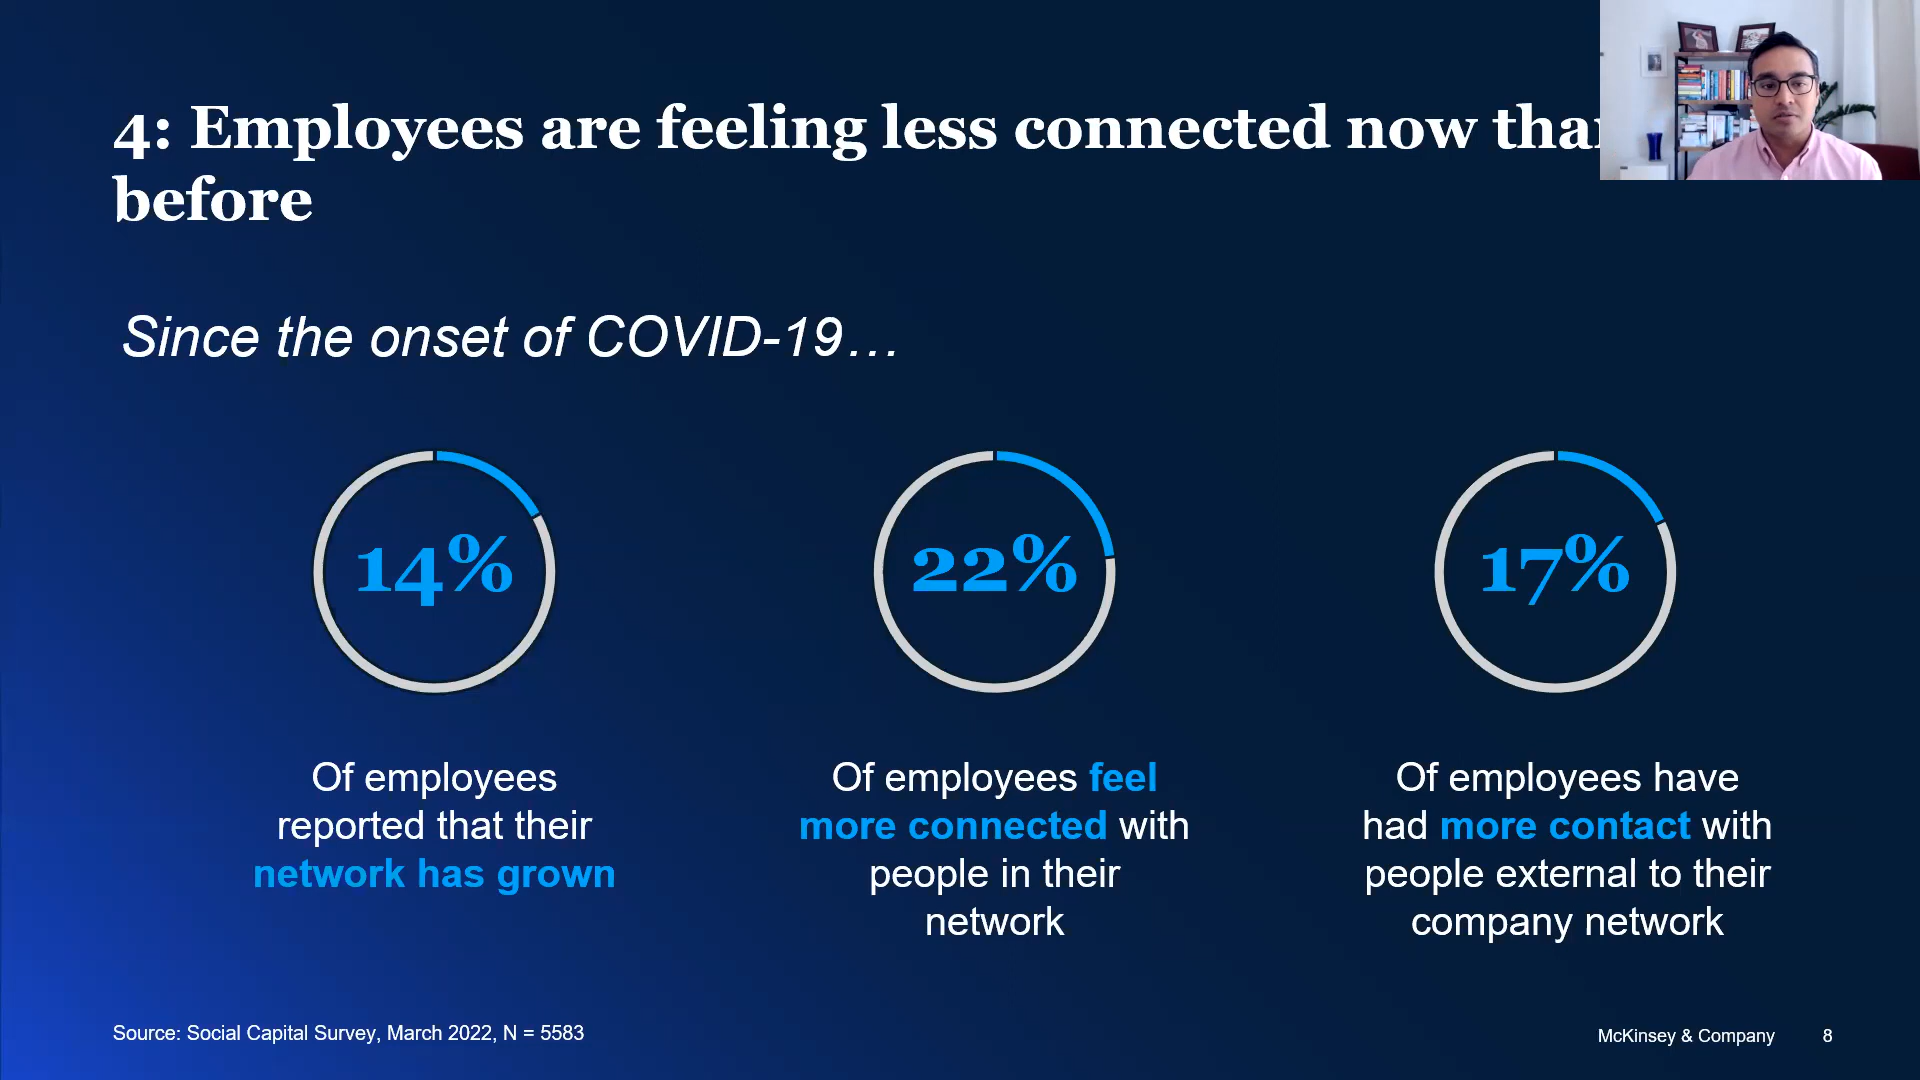 4: Employees are feeling less connected now than
before
Since the onset of COVID-19…
14%
Of employees
reported that their
network has grown
22%
Of employees feel
more connected with
people in their
network
17%
Of employees have
had more contact with
people external to their
company network
Source: Social Capital Survey, March 2022, N = 5583
McKinsey & Company 8